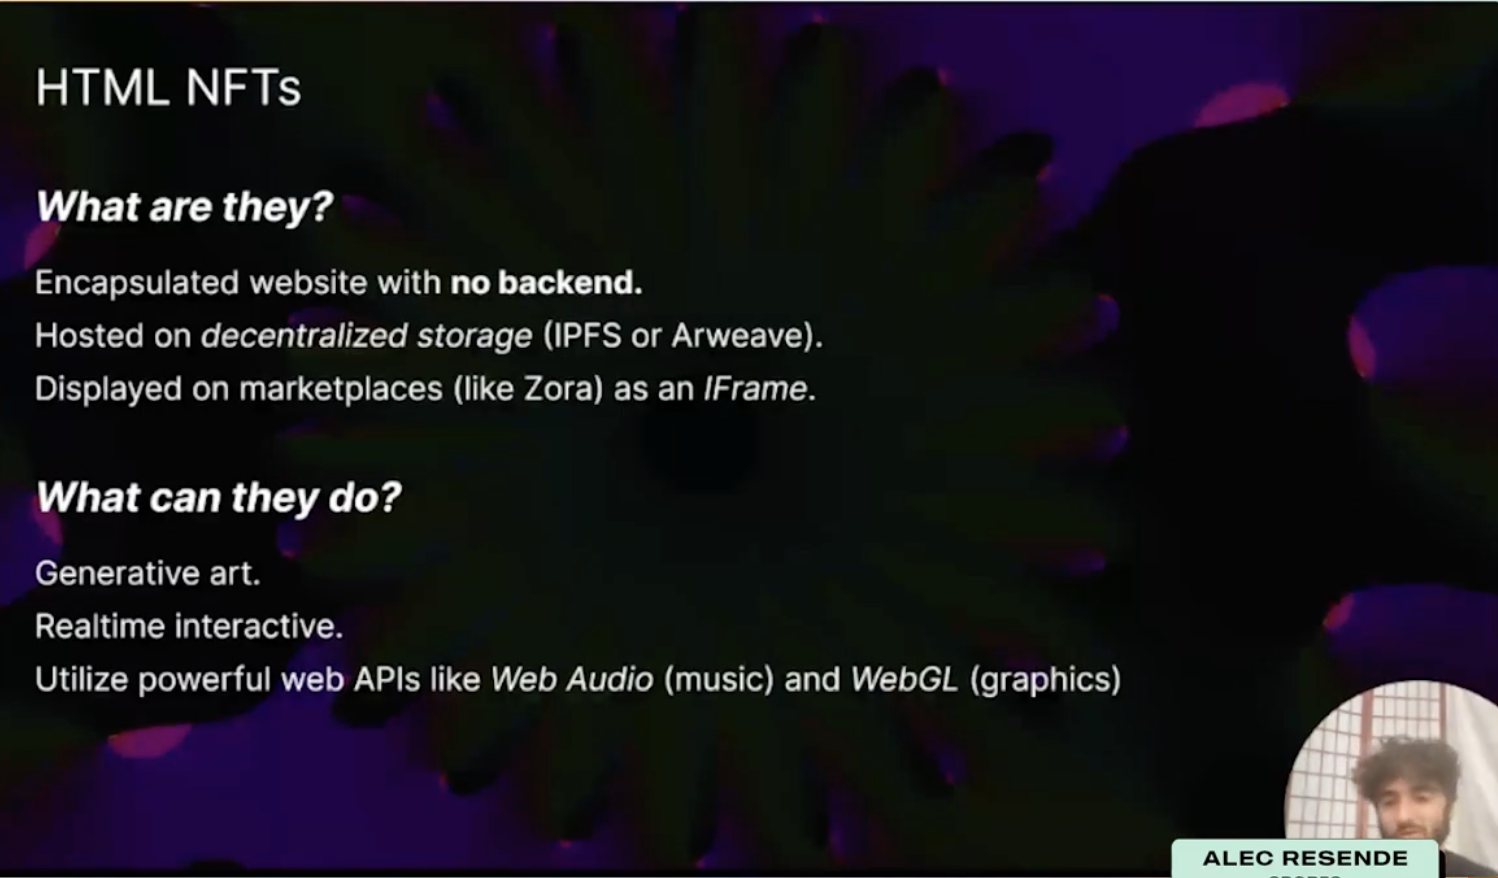 HTML NFTs
What are they?
Encapsulated website with no backend.
Hosted on decentralized storage (IPFS or Arweave).
Displayed on marketplaces (like Zora) as an IFrame.
What can they do?
Generative art.
Realtime interactive.
Utilize powerful web APIs like Web Audio (music) and WebGL (graphics)
ALEC RESENDE